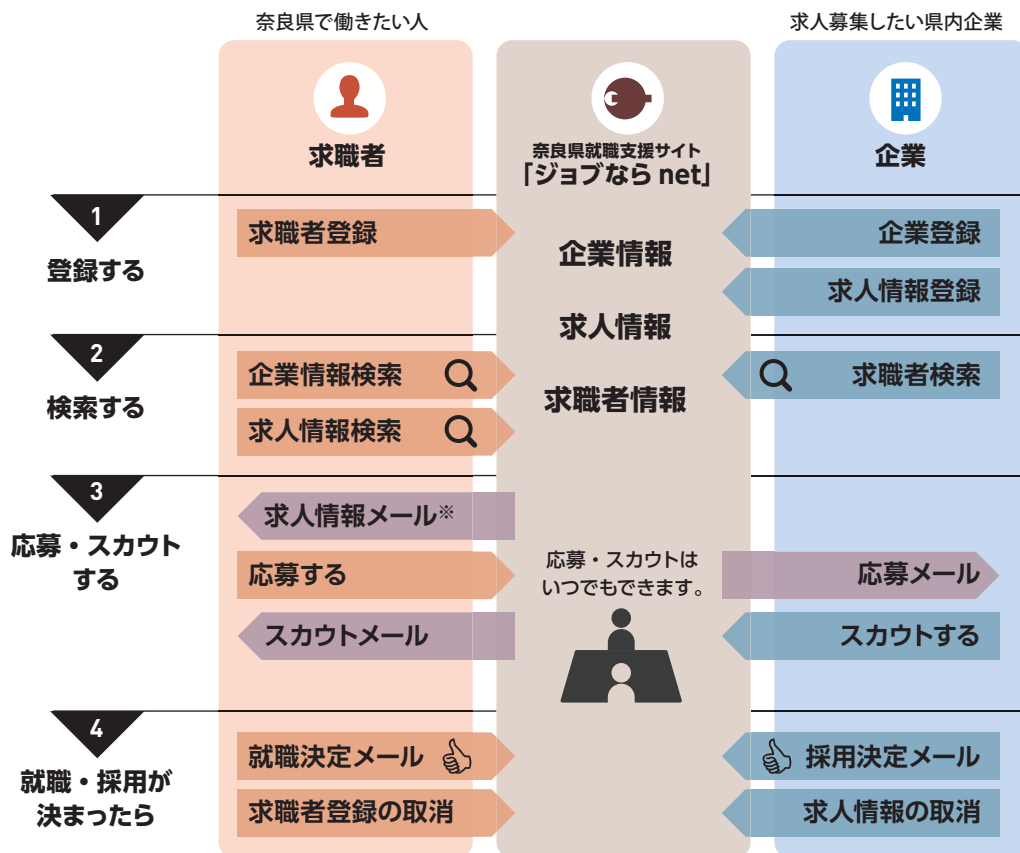 奈良県で働きたい人
求人募集したい県内企業
求職者
奈良県就職支援サイト
「ジョブなら net」
企業
1
登録する
求職者登録
企業情報
企業登録
求人情報登録
求人情報
2
検索する
企業情報検索
求職者検索
求職者情報
求人情報検索
3
応募・スカウト
する
求人情報メール※
応募する
応募・スカウトは
いつでもできます。
応募メール
スカウトメール
スカウトする
4
就職・採用が
決まったら
就職決定メール
採用決定メール
求職者登録の取消
求人情報の取消